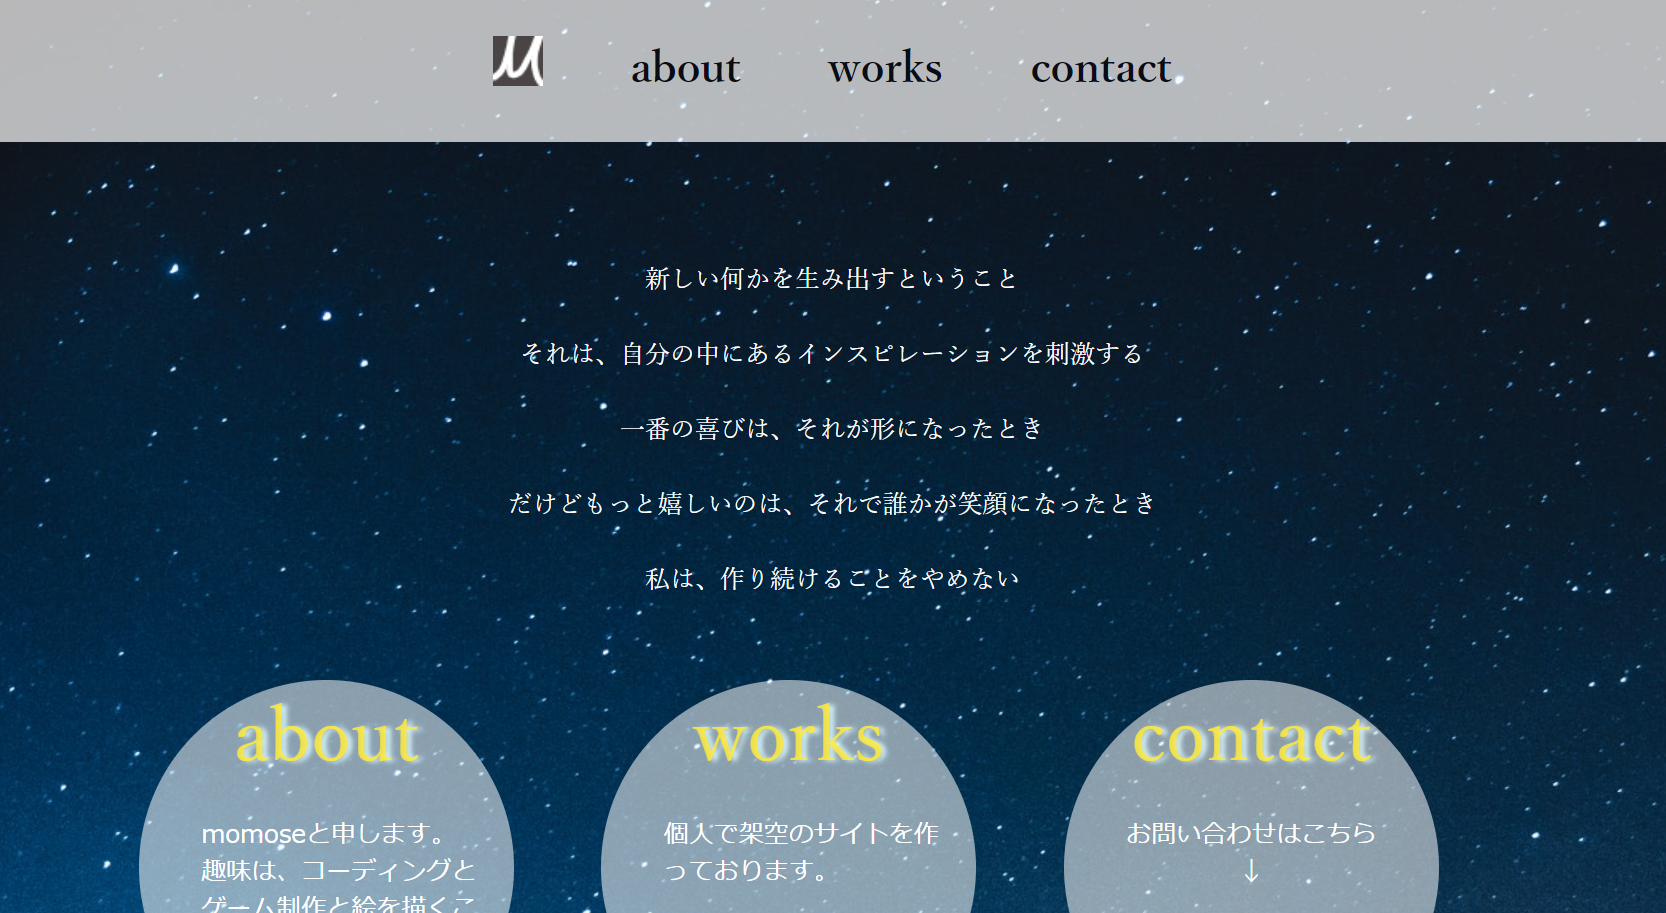 M
about
works
contact
新しい何かを生み出すということ
それは、自分の中にあるインスピレーションを刺激する
一番の喜びは、それが形になったとき
だけどもっと嬉しいのは、それで誰かが笑顔になったとき
私は、作り続けることをやめない
about
momoseと申します。
趣味は、コーディングと
ゲーム制作と絵を描くこ
works
個人で架空のサイトを作
っております。
contact
お問い合わせはこちら
↓